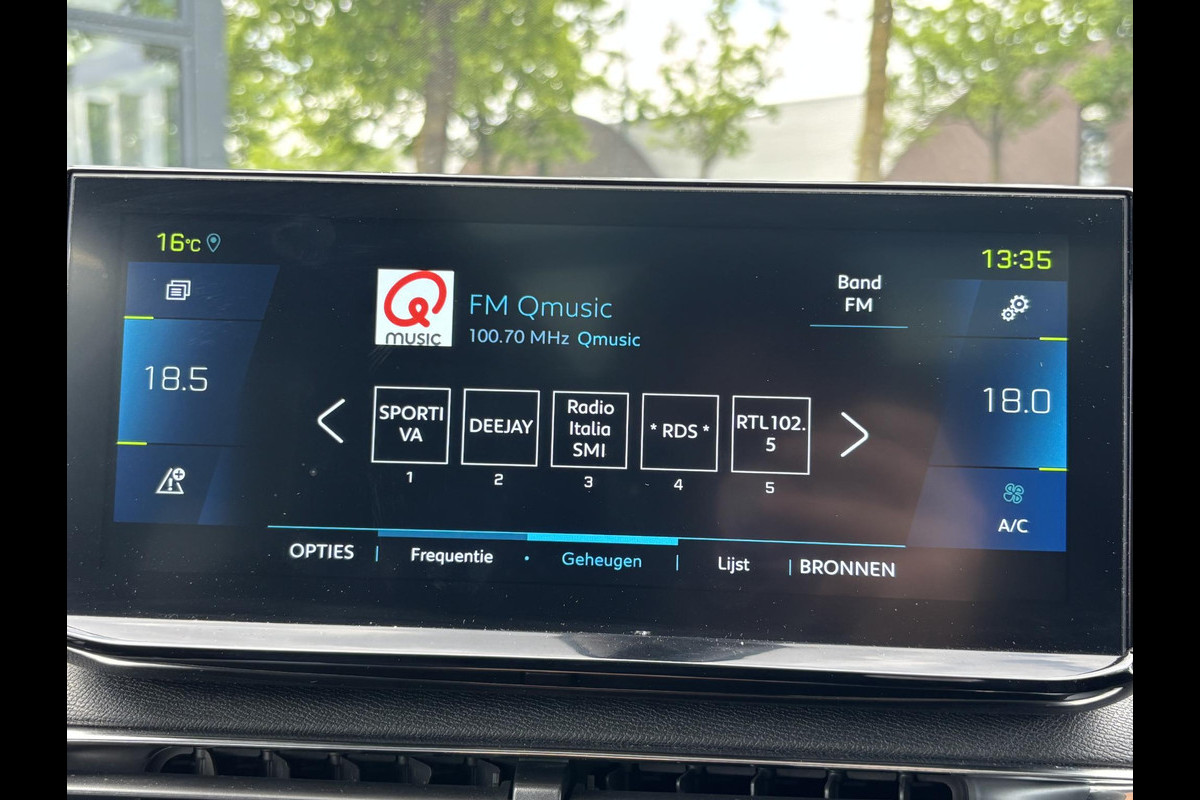 16°C
13:35
Band
FM
MUSIC
FM Qmusic
100.70 MHz Qmusic
18.5
18.0
SPORTI
VA
DEEJAY
Radio
Italia
SMI
* RDS *
RTL102.
5
1
2
3
4
5
A/C
OPTIES | Frequentie • Geheugen | Lijst | BRONNEN